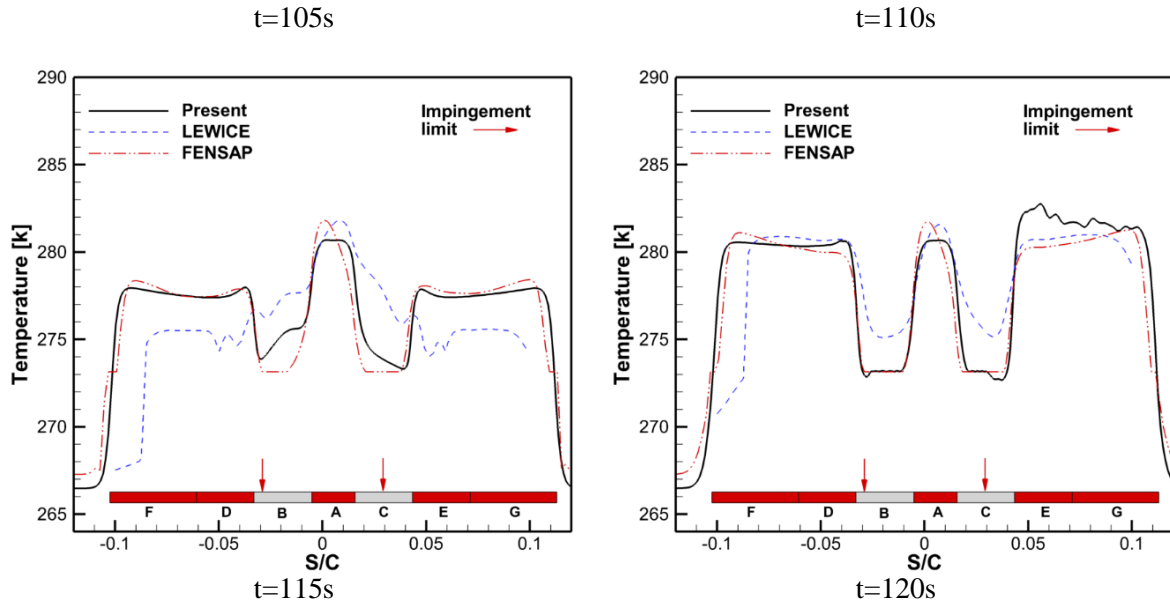 t=105s t=110s
290 290
Present Impingement Present Impingement
LEWICE limit LEWICE limit
FENSAP FENSAP
285 285
280 280
Temperature [k] Temperature [k]
275 275
270 270
F D B A C E G F D B A C E G
265 265
-0.1 -0.05 0 0.05 0.1 -0.1 -0.05 0 0.05 0.1
S/C S/C
t=115s t=120s